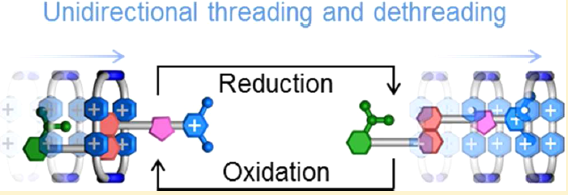 Unidirectional threading and dethreading
Reduction
Oxidation